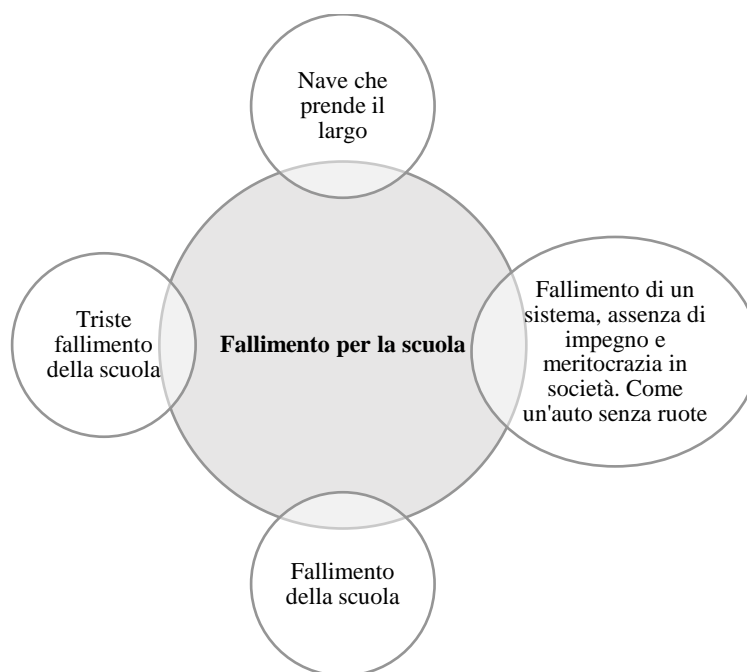 Nave che
prende il
largo
Triste
fallimento
della scuola
Fallimento per la scuola
Fallimento di un
sistema, assenza di
impegno e
meritocrazia in
società. Come
un'auto senza ruote
Fallimento
della scuola